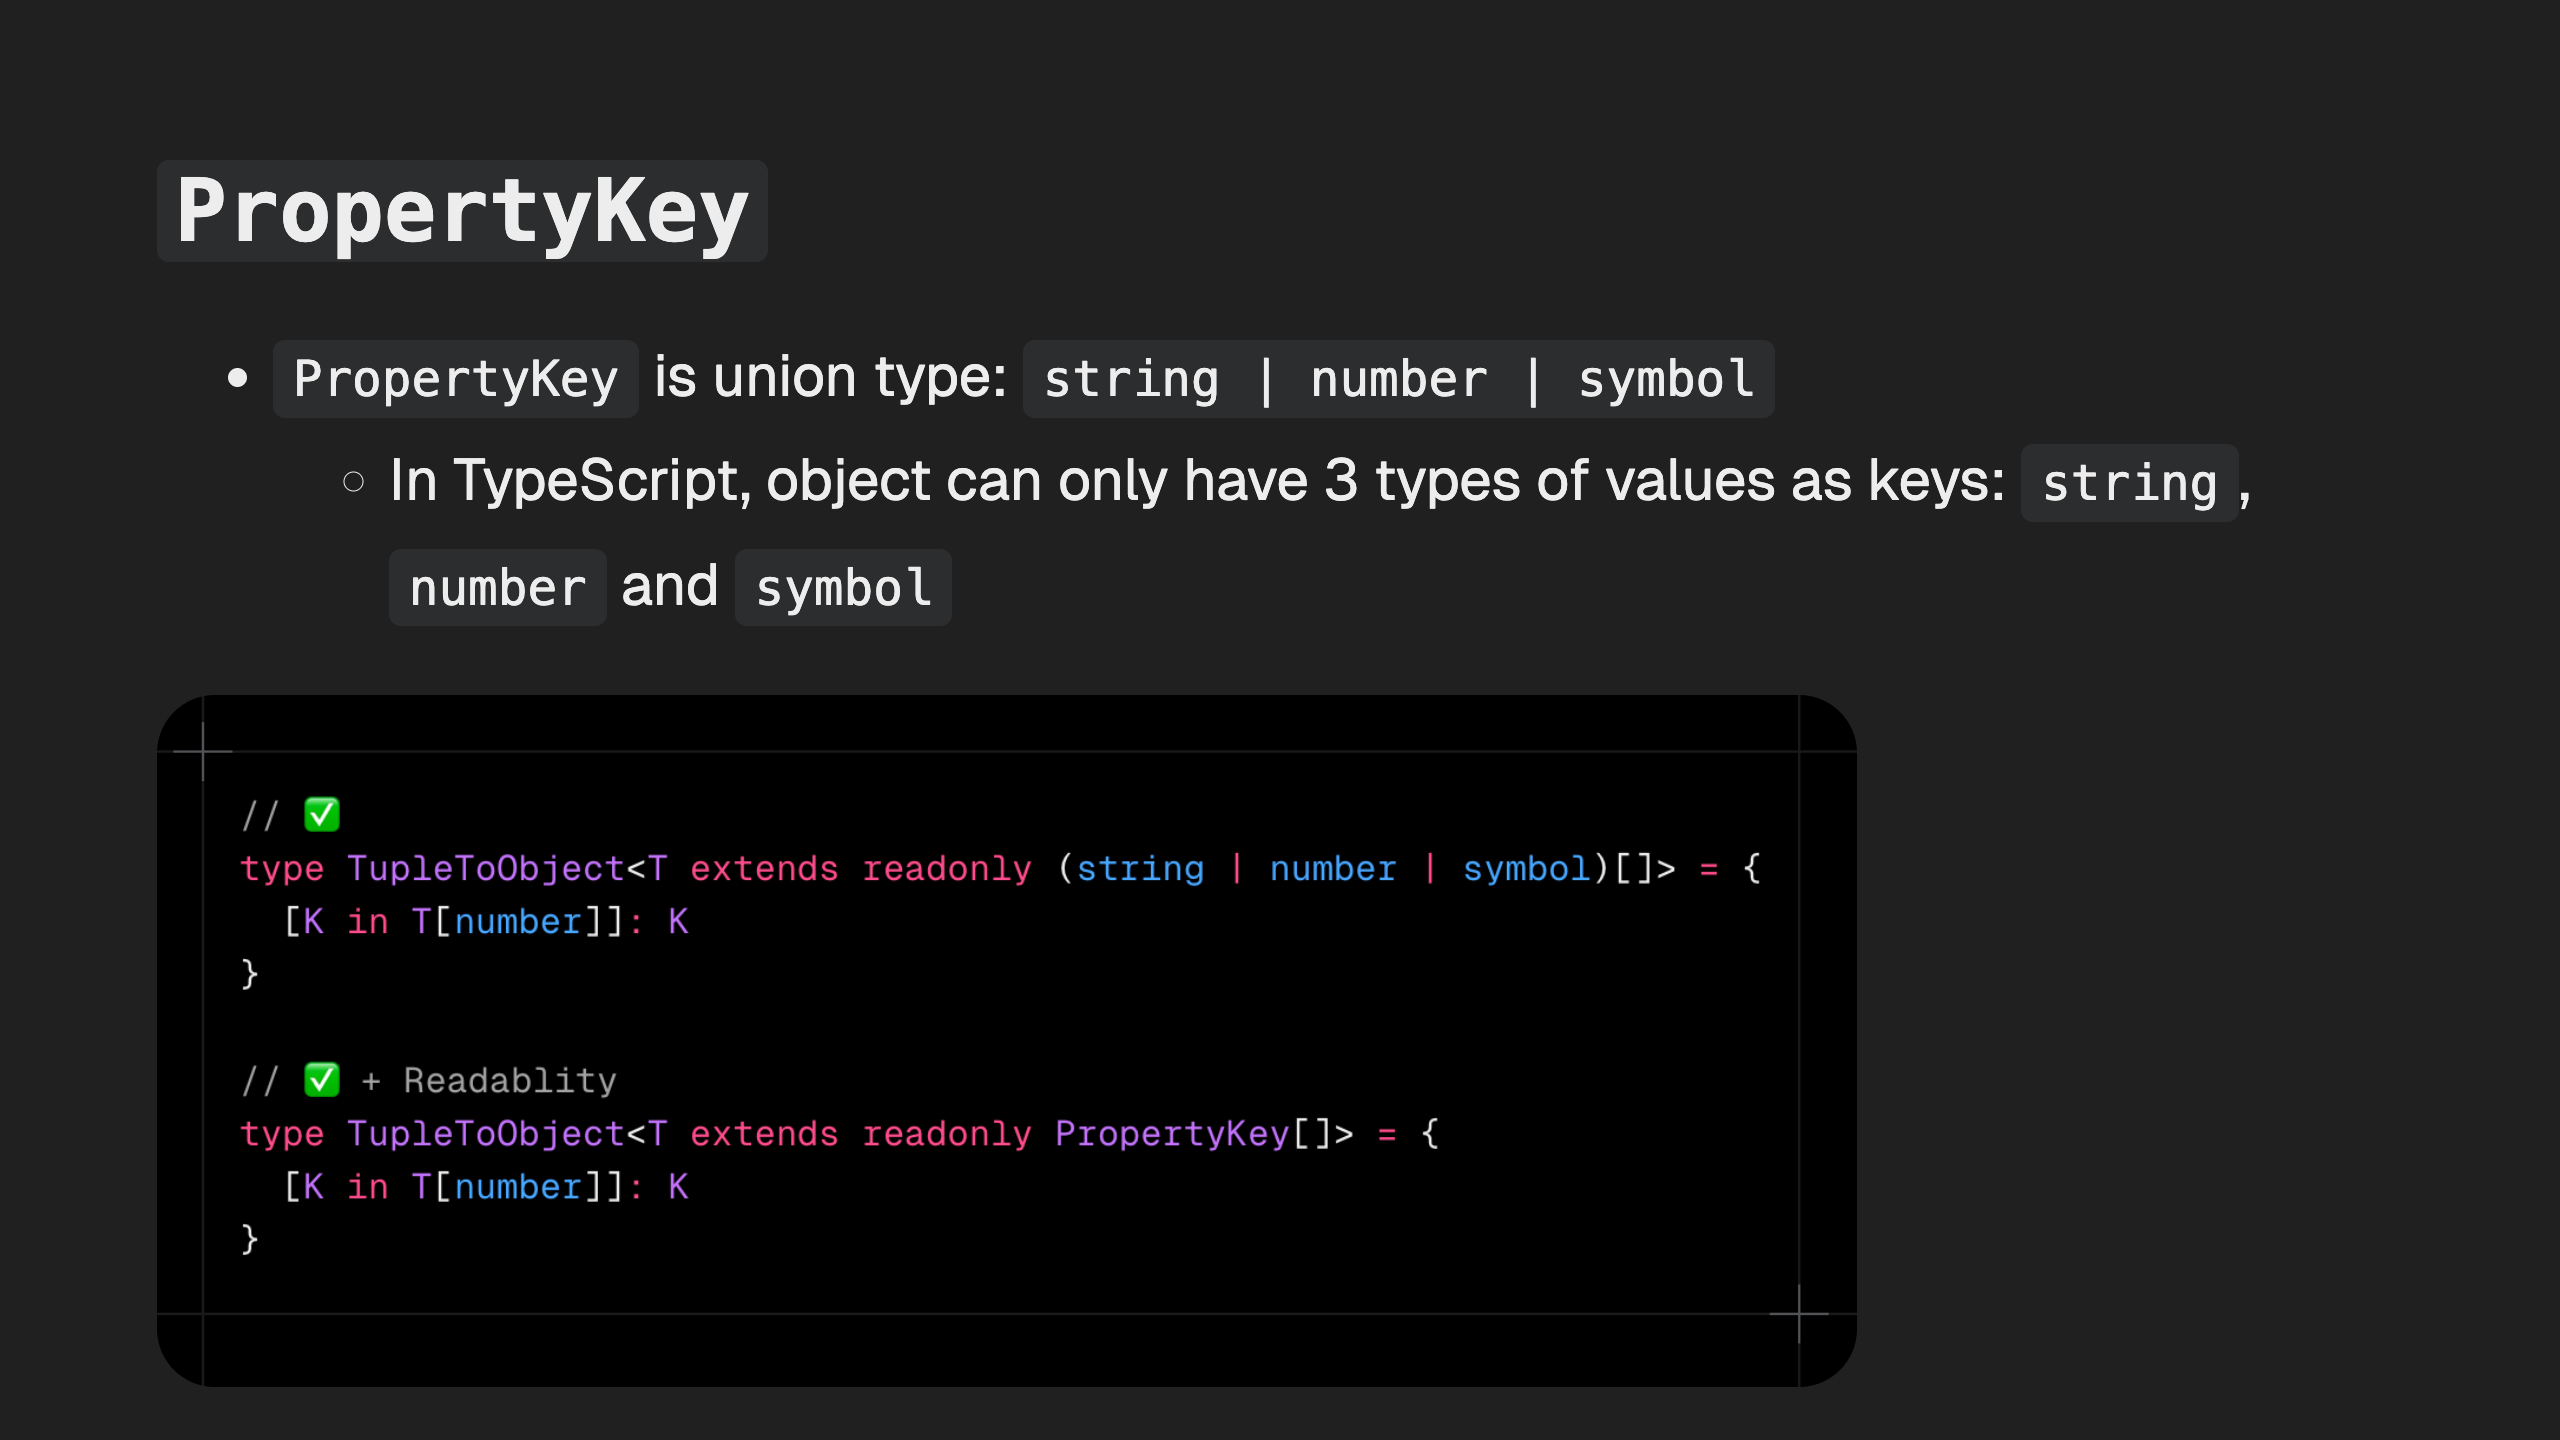 PropertyKey
PropertyKey is union type: string | number | symbol
In TypeScript, object can only have 3 types of values as keys: string,
number and symbol
// ✅
type TupleToObject<T extends readonly (string | number | symbol)[]> = {
  [K in T[number]]: K
}
// ✅ + Readablity
type TupleToObject<T extends readonly PropertyKey[]> = {
  [K in T[number]]: K
}